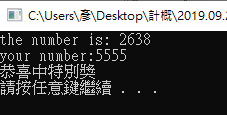 C:\Users\彥\Desktop\計概\2019.09.
the number is: 2638
your number:5555
恭喜中特別獎
請按任意鍵繼續 . . .